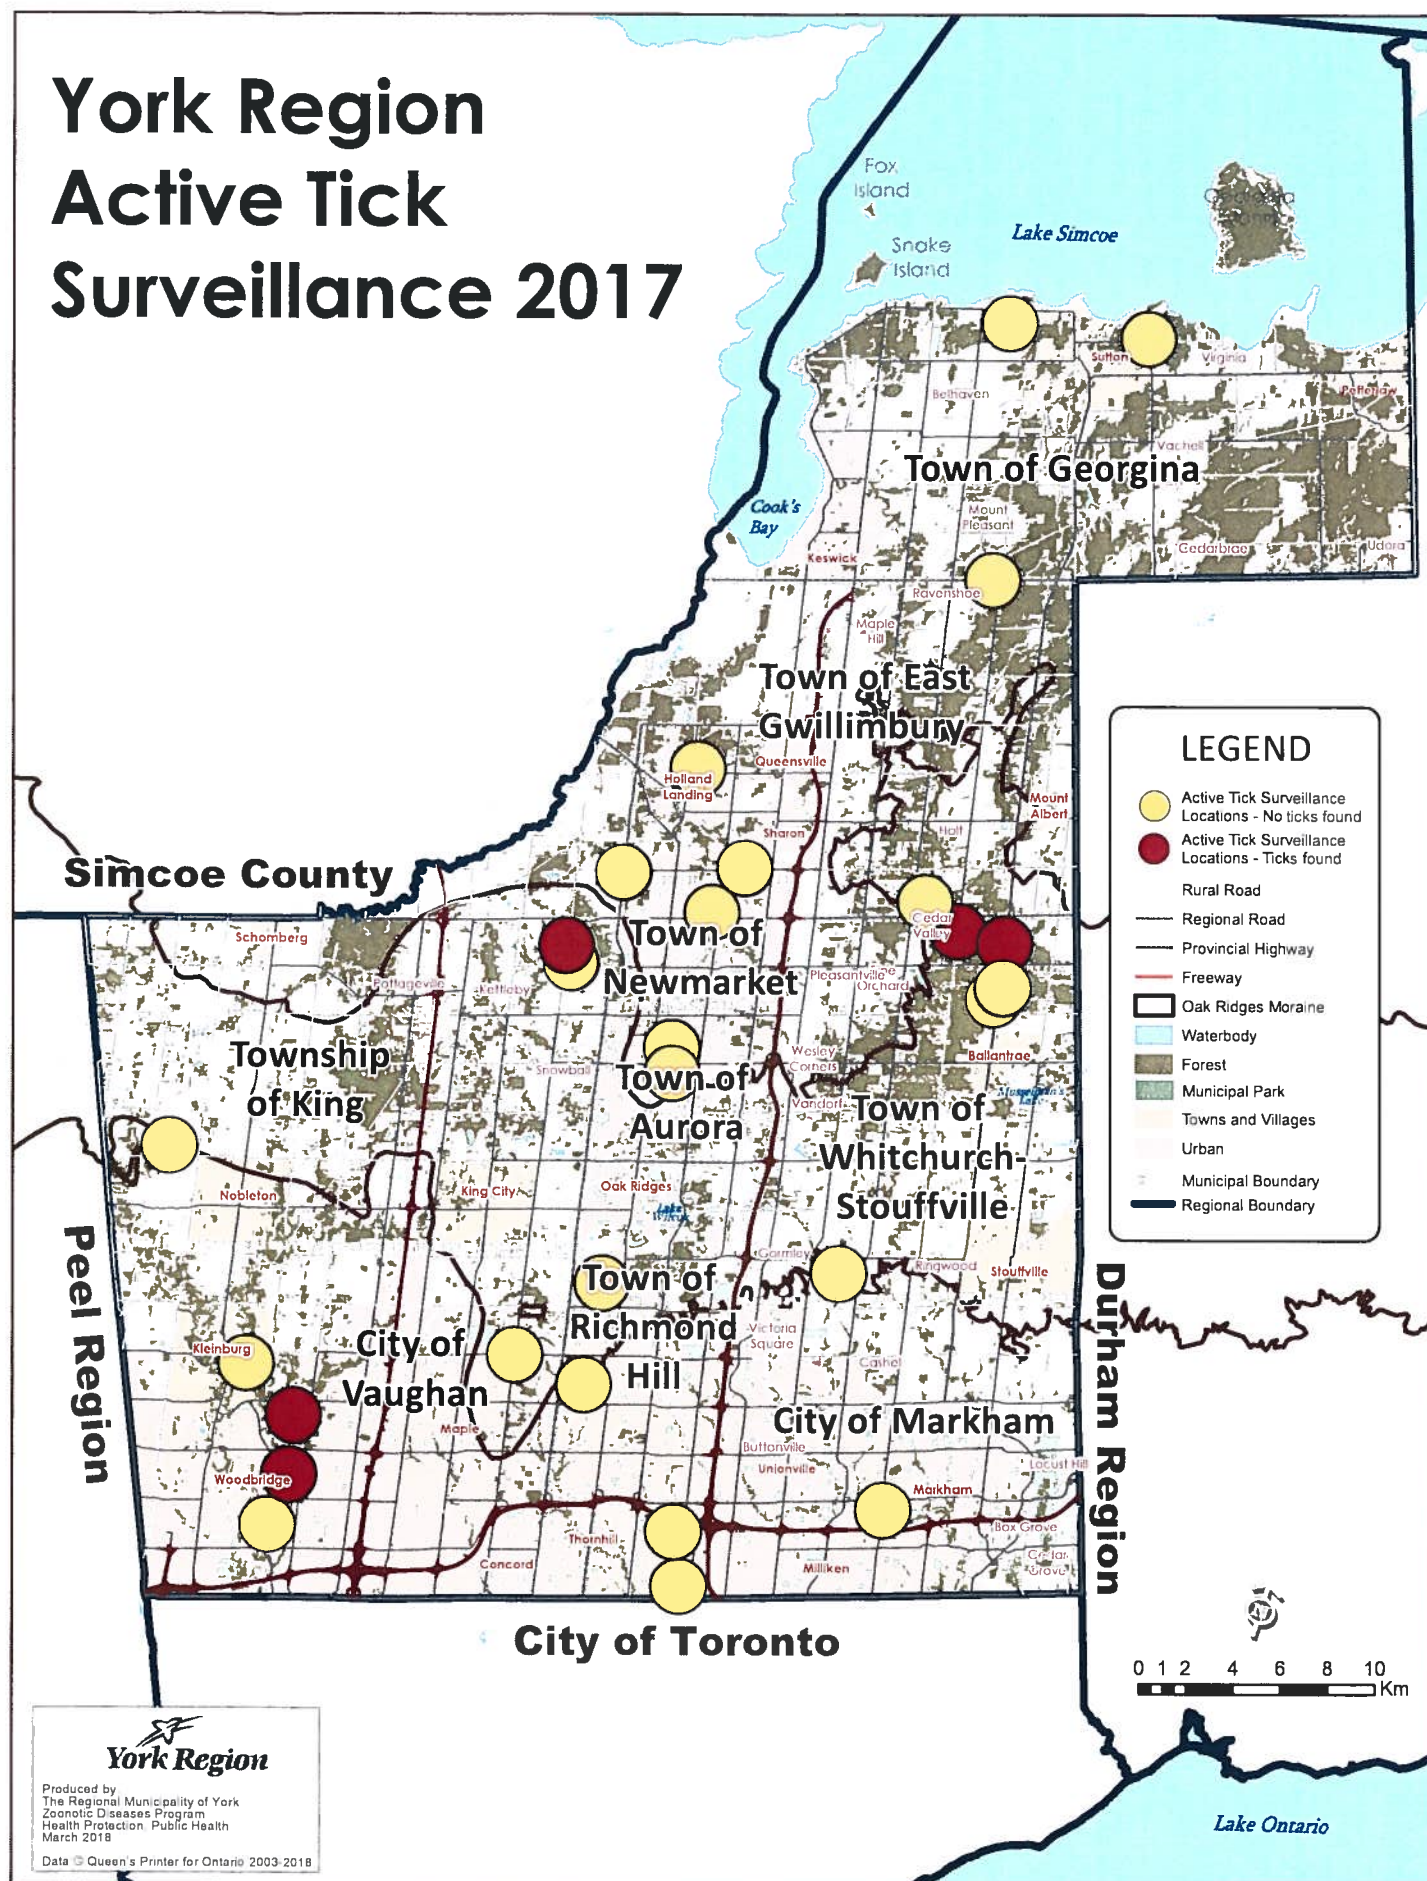 York Region
Active Tick
Surveillance 2017
Fox
Island
Snake
Island
Lake Simcoe
Sutton
Virginia
Pefferlaw
Belhaven
Vachell
Town of Georgina
Cook's
Bay
Mount
Pleasant
Keswick
Cedarbrae
Udora
Ravenshoe
Maple
Hill
Town of East
Gwillimbury
Holland
Landing
Queensville
Mount
Albert
Sharon
Holt
Simcoe County
Schomberg
Cedar
Valley
Town of
Newmarket
Pottageville
Kettleby
Pleasantville
Orchard
Township
of King
Snowball
Wesley
Corners
Ballantrae
Town of
Aurora
Vandorf
Town of
Whitchurch-
Stouffville
Nobleton
King City
Oak Ridges
Lake
Wilcox
Gormley
Ringwood
Stouffville
Town of
Richmond
Hill
Victoria
Square
Cashel
Kleinburg
City of
Vaughan
Maple
City of Markham
Buttonville
Unionville
Locust Hill
Woodbridge
Markham
Box Grove
Thornhill
Concord
Milliken
Cedar
Grove
Peel Region
Durham Region
City of Toronto
LEGEND
Active Tick Surveillance
Locations - No ticks found
Active Tick Surveillance
Locations - Ticks found
Rural Road
Regional Road
Provincial Highway
Freeway
Oak Ridges Moraine
Waterbody
Forest
Municipal Park
Towns and Villages
Urban
Municipal Boundary
Regional Boundary
N
0 1 2 4 6 8 10
Km
Lake Ontario
York Region
Produced by
The Regional Municipality of York
Zoonotic Diseases Program
Health Protection, Public Health
March 2018
Data © Queen's Printer for Ontario 2003-2018